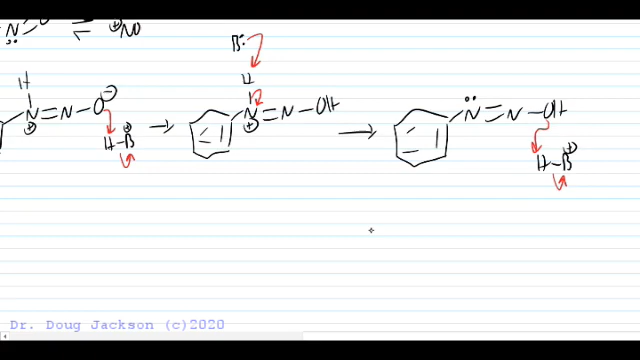 N ⇌ ⊕NO
B:
H H
N = N - O⊖ → N = N - OH → N̈ = N - OH
⊕ H - B⊕ ⊕ H - B⊕
Dr. Doug Jackson (c)2020